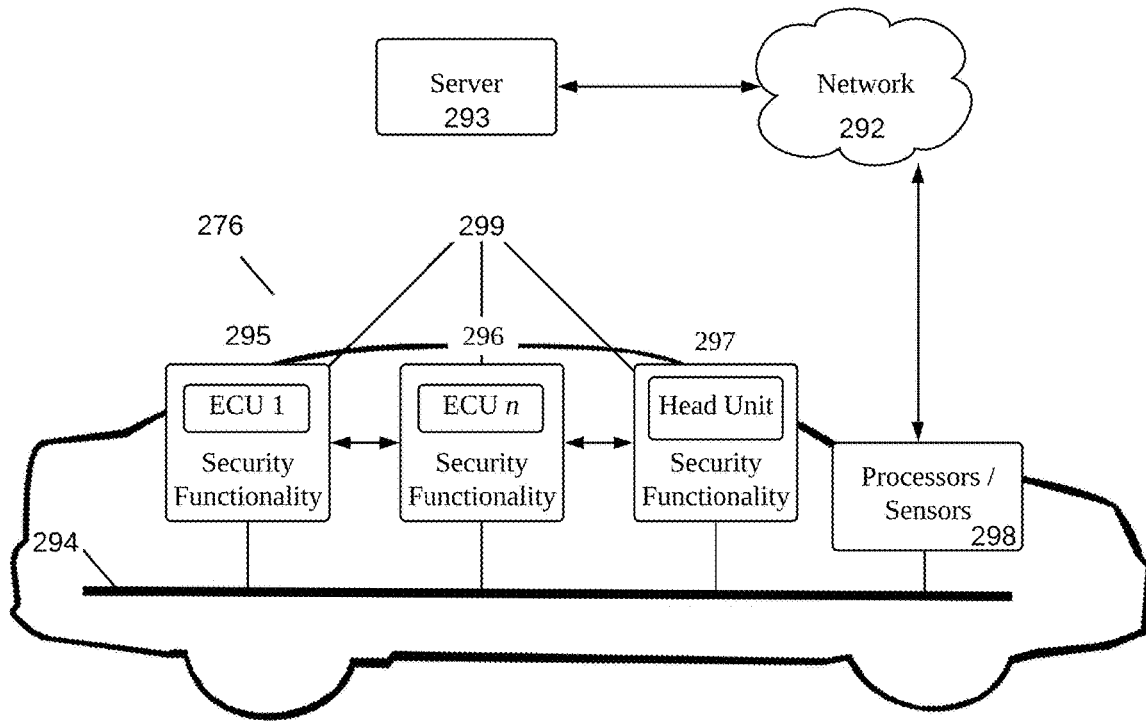 Server
293
Network
292
276
299
295
296
297
ECU 1
Security
Functionality
ECU n
Security
Functionality
Head Unit
Security
Functionality
Processors /
Sensors
298
294